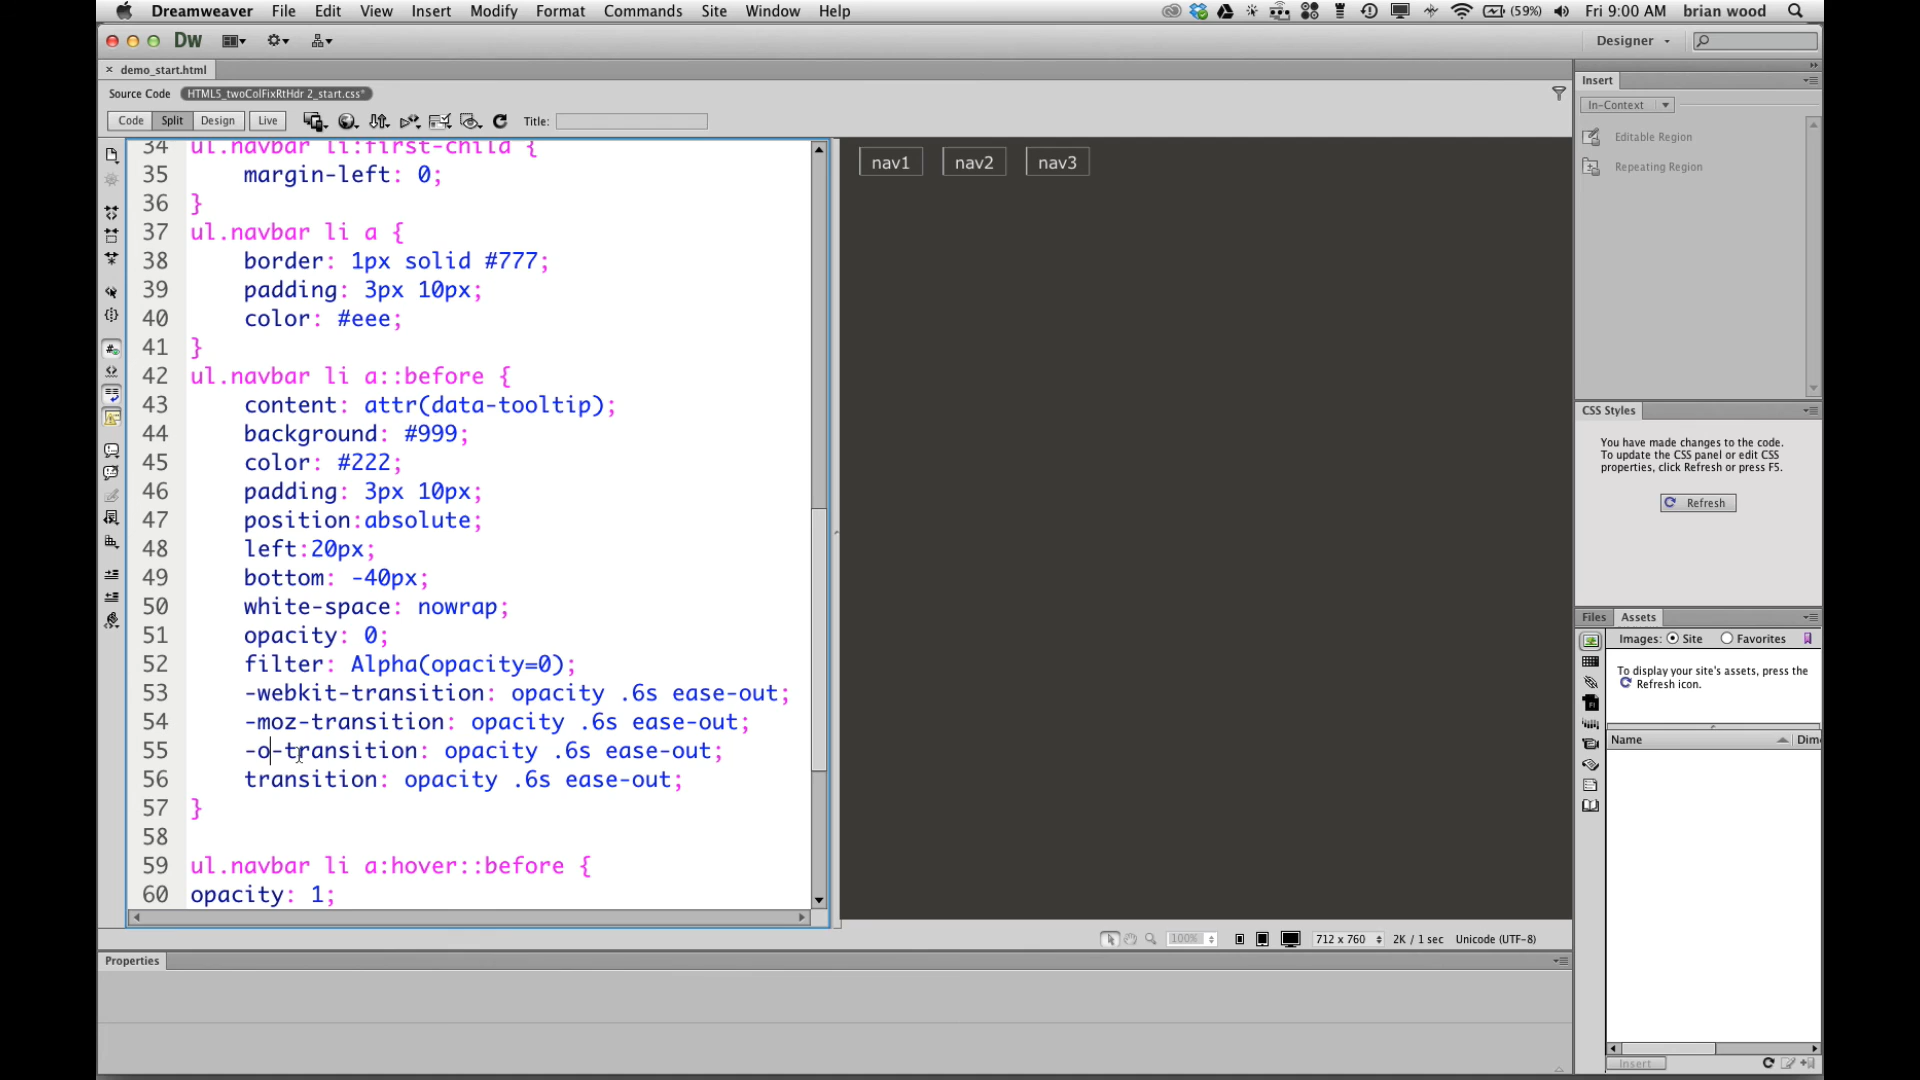 Dreamweaver File Edit View Insert Modify Format Commands Site Window Help (59%) Fri 9:00 AM brian wood
Dw Designer
× demo_start.html
Source Code HTML5_twoColFixRtHdr 2_start.css*
Code Split Design Live Title:
34 ul.navbar li:first-child {
35 margin-left: 0;
36 }
37 ul.navbar li a {
38 border: 1px solid #777;
39 padding: 3px 10px;
40 color: #eee;
41 }
42 ul.navbar li a::before {
43 content: attr(data-tooltip);
44 background: #999;
45 color: #222;
46 padding: 3px 10px;
47 position:absolute;
48 left:20px;
49 bottom: -40px;
50 white-space: nowrap;
51 opacity: 0;
52 filter: Alpha(opacity=0);
53 -webkit-transition: opacity .6s ease-out;
54 -moz-transition: opacity .6s ease-out;
55 -o-transition: opacity .6s ease-out;
56 transition: opacity .6s ease-out;
57 }
58
59 ul.navbar li a:hover::before {
60 opacity: 1;
nav1 nav2 nav3
100% 712 x 760 2K / 1 sec Unicode (UTF-8)
Properties
Insert
In-Context
Editable Region
Repeating Region
CSS Styles
You have made changes to the code.
To update the CSS panel or edit CSS
properties, click Refresh or press F5.
Refresh
Files Assets
Images: Site Favorites
To display your site's assets, press the
Refresh icon.
Name Dim
Insert